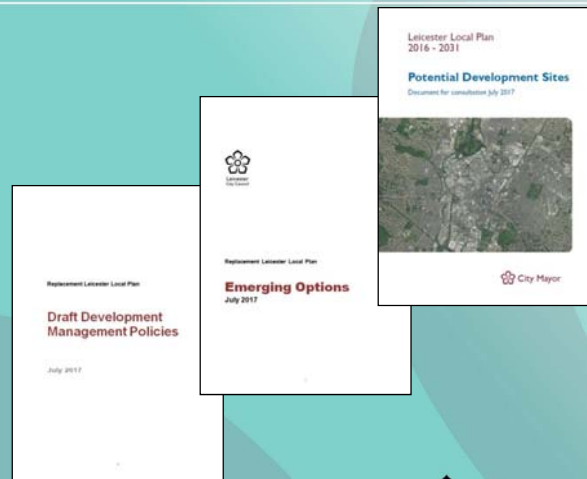 Leicester Local Plan
2016 - 2031
Potential Development Sites
Document for consultation July 2017
City Mayor
Leicester
City Council
Replacement Leicester Local Plan
Emerging Options
July 2017
Replacement Leicester Local Plan
Draft Development
Management Policies
July 2017